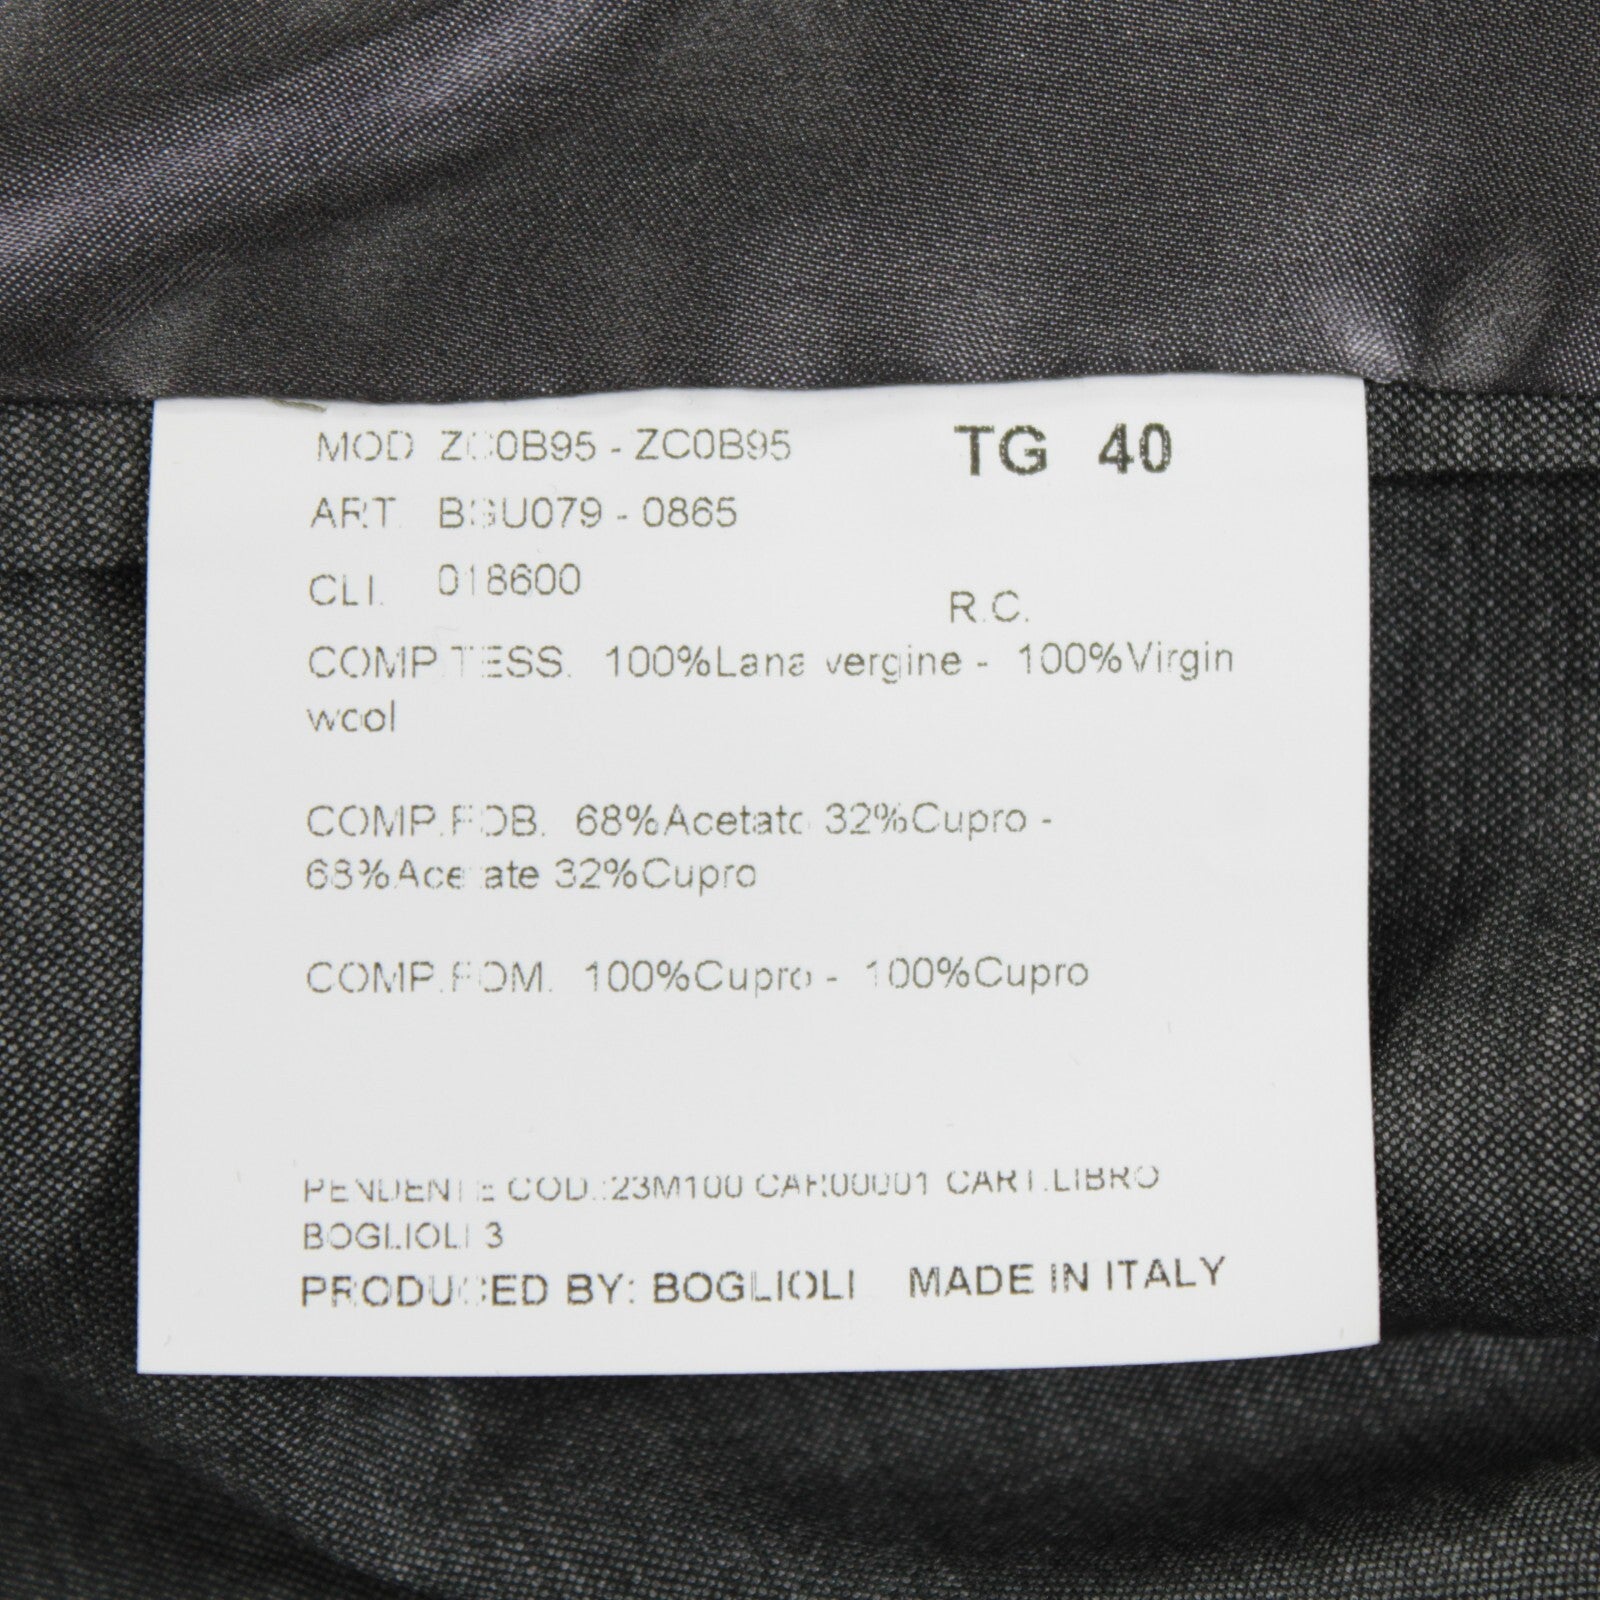 MOD ZC0B95 - ZC0B95 TG 40
ART. BGU079 - 0865
CLI. 018600
R.C.
COMP.TESS. 100%Lana vergine - 100%Virgin
wool
COMP.FOB. 68%Acetato 32%Cupro -
68%Acetate 32%Cupro
COMP.FOM. 100%Cupro - 100%Cupro
PENDENTE COD.:23M100 CAR00001 CART.LIBRO
BOGLIOLI 3
PRODUCED BY: BOGLIOLI MADE IN ITALY